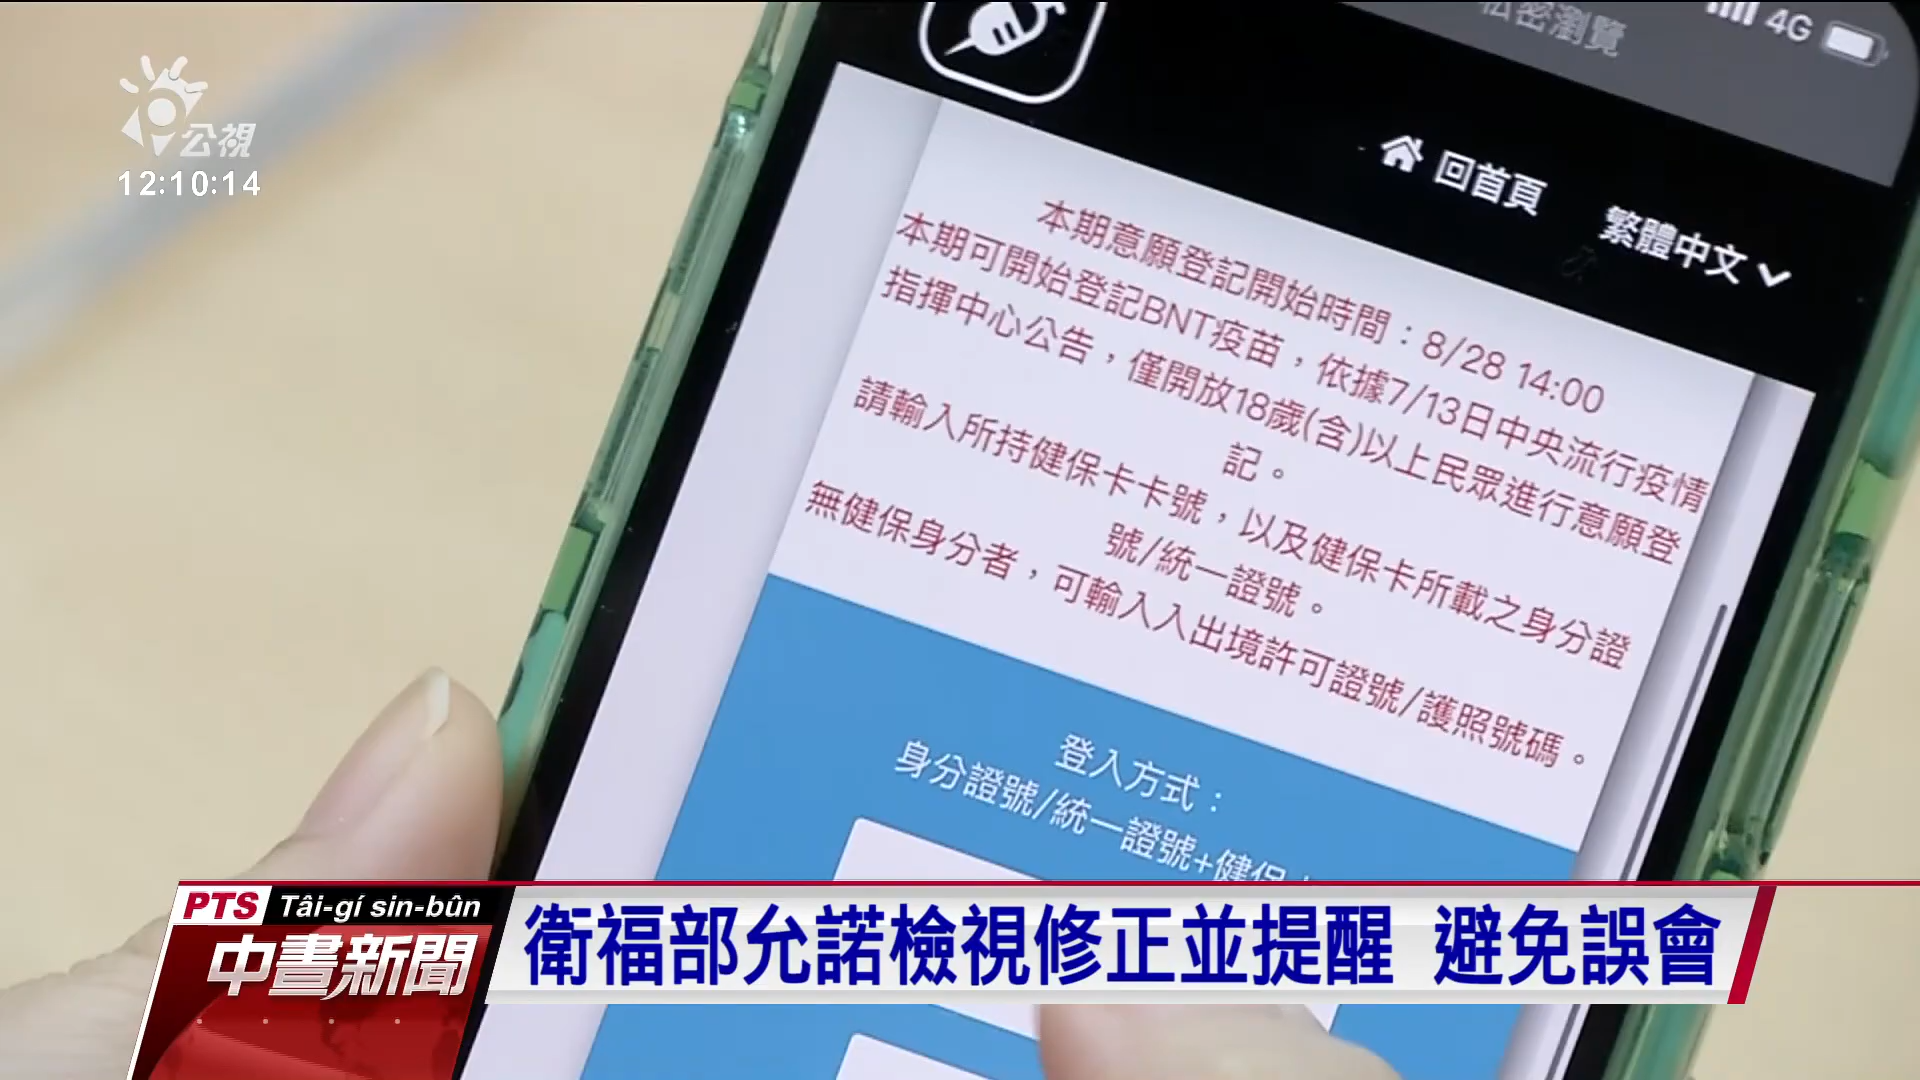 公視
12:10:14
私密瀏覽
4G
回首頁
繁體中文
本期意願登記開始時間：8/28 14:00
本期可開始登記BNT疫苗，依據7/13日中央流行疫情
指揮中心公告，僅開放18歲(含)以上民眾進行意願登
記。
請輸入所持健保卡卡號，以及健保卡所載之身分證
號/統一證號。
無健保身分者，可輸入入出境許可證號/護照號碼。
登入方式：
身分證號/統一證號+健保
PTS Tâi-gí sin-bûn
中晝新聞
衛福部允諾檢視修正並提醒 避免誤會